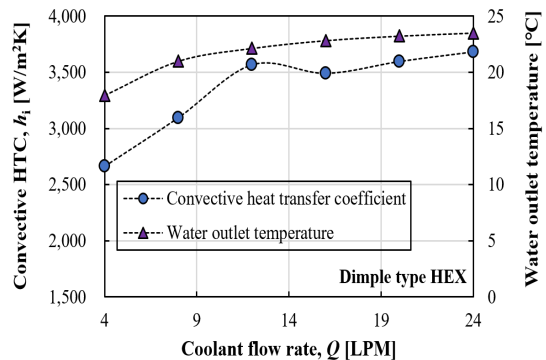 4,000
3,500
3,000
2,500
2,000
1,500
Convective HTC, hᵢ [W/m²K]
25
20
15
10
5
0
Water outlet temperature [°C]
Convective heat transfer coefficient
Water outlet temperature
Dimple type HEX
4 9 14 19 24
Coolant flow rate, Q [LPM]